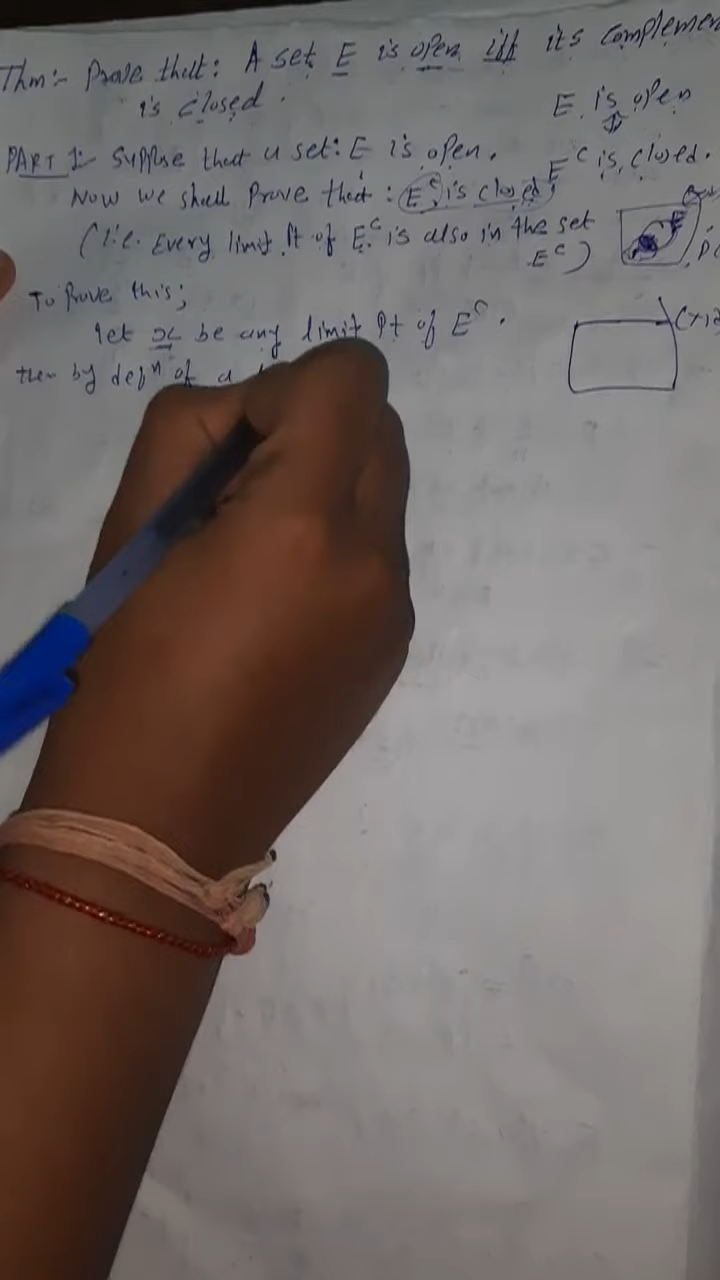 Thm:- Prove that: A set E is open iff its complemen
is closed.
E is open
PART 1:- Suppose that a set: E is open.
E^c is closed.
Now we shall prove that: E^c is closed,
(i.e. Every limit pt of E^c is also in the set
E^c)
To Prove this;
let x be any limit pt of E^c.
then by def^n of a